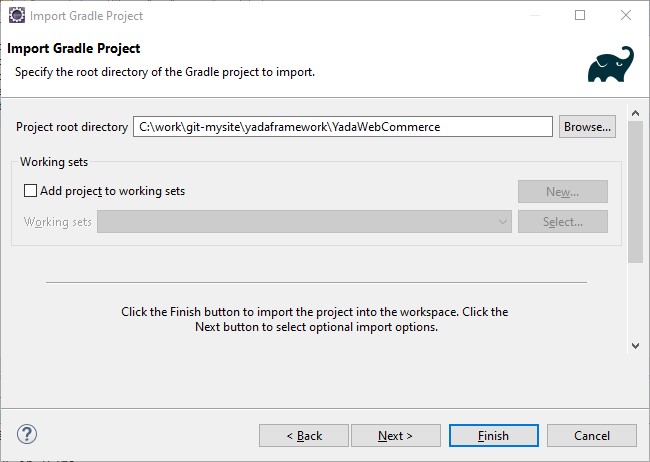 Import Gradle Project
Import Gradle Project
Specify the root directory of the Gradle project to import.
Project root directory C:\work\git-mysite\yadaframework\YadaWebCommerce Browse...
Working sets
Add project to working sets New...
Working sets Select...
Click the Finish button to import the project into the workspace. Click the
Next button to select optional import options.
? < Back Next > Finish Cancel